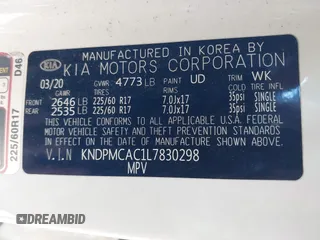 MANUFACTURED IN KOREA BY
KIA KIA MOTORS CORPORATION
03/20 GVWR 4773 LB PAINT UD TRIM WK
GAWR TIRE RIMS COLD TIRE INFL
FRONT 2646 LB 225/60 R17 7.0Jx17 35psi SINGLE
REAR 2535 LB 225/60 R17 7.0Jx17 35psi SINGLE
THIS VEHICLE CONFORMS TO ALL APPLICABLE U.S.A. FEDERAL
MOTOR VEHICLE SAFETY AND THEFT PREVENTION STANDARDS
IN EFFECT ON THE DATE OF MANUFACTURE SHOWN ABOVE.
V.I.N KNDPMCAC1L7830298
MPV
225/60R17
D46
© IDRIVEANDBID